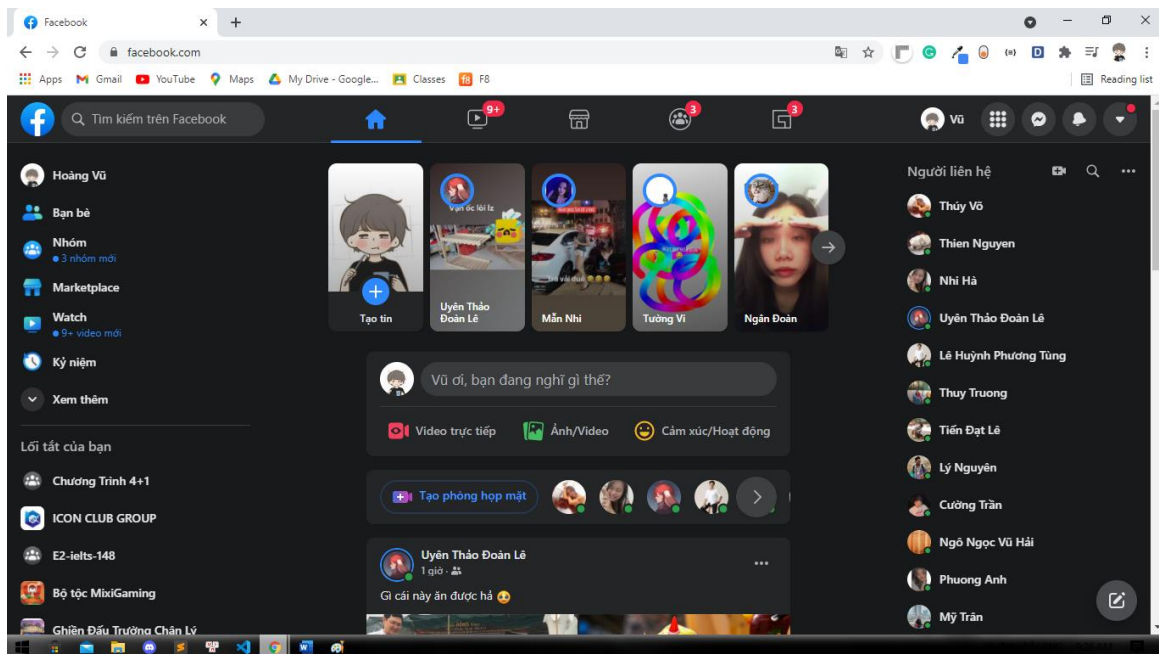 Facebook
facebook.com
Apps
Gmail
YouTube
Maps
My Drive - Google...
Classes
F8
Reading list
Tìm kiếm trên Facebook
9+
3
3
Vũ
Hoàng Vũ
Bạn bè
Nhóm
3 nhóm mới
Marketplace
Watch
9+ video mới
Kỷ niệm
Xem thêm
Lối tắt của bạn
Chương Trình 4+1
ICON CLUB GROUP
E2-ielts-148
Bộ tộc MixiGaming
Ghiền Đấu Trường Chân Lý
Tạo tin
Vạn ốc lôi lz
Uyên Thảo
Đoàn Lê
Mẫn Nhi
Tường Vi
Ngân Đoàn
Vũ ơi, bạn đang nghĩ gì thế?
Video trực tiếp
Ảnh/Video
Cảm xúc/Hoạt động
Tạo phòng họp mặt
Uyên Thảo Đoàn Lê
1 giờ ·
Gì cái này ăn được hả 🥺
Người liên hệ
Thúy Võ
Thien Nguyen
Nhi Hà
Uyên Thảo Đoàn Lê
Lê Huỳnh Phương Tùng
Thuy Truong
Tiến Đạt Lê
Lý Nguyên
Cường Trần
Ngô Ngọc Vũ Hải
Phuong Anh
Mỹ Trân